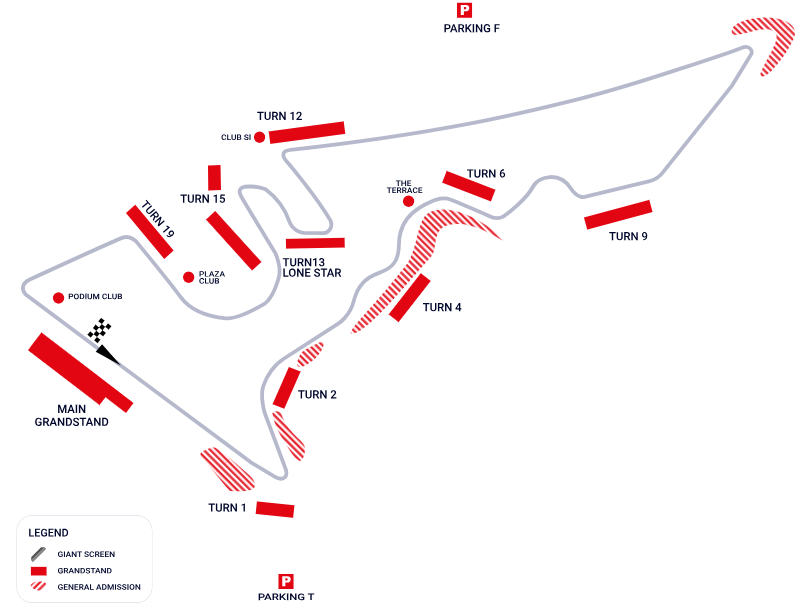 P
PARKING F
TURN 12
CLUB SI
THE
TERRACE
TURN 6
TURN 15
TURN 19
TURN 9
TURN13
LONE STAR
PLAZA
CLUB
PODIUM CLUB
TURN 4
TURN 2
MAIN
GRANDSTAND
TURN 1
LEGEND
GIANT SCREEN
GRANDSTAND
GENERAL ADMISSION
P
PARKING T